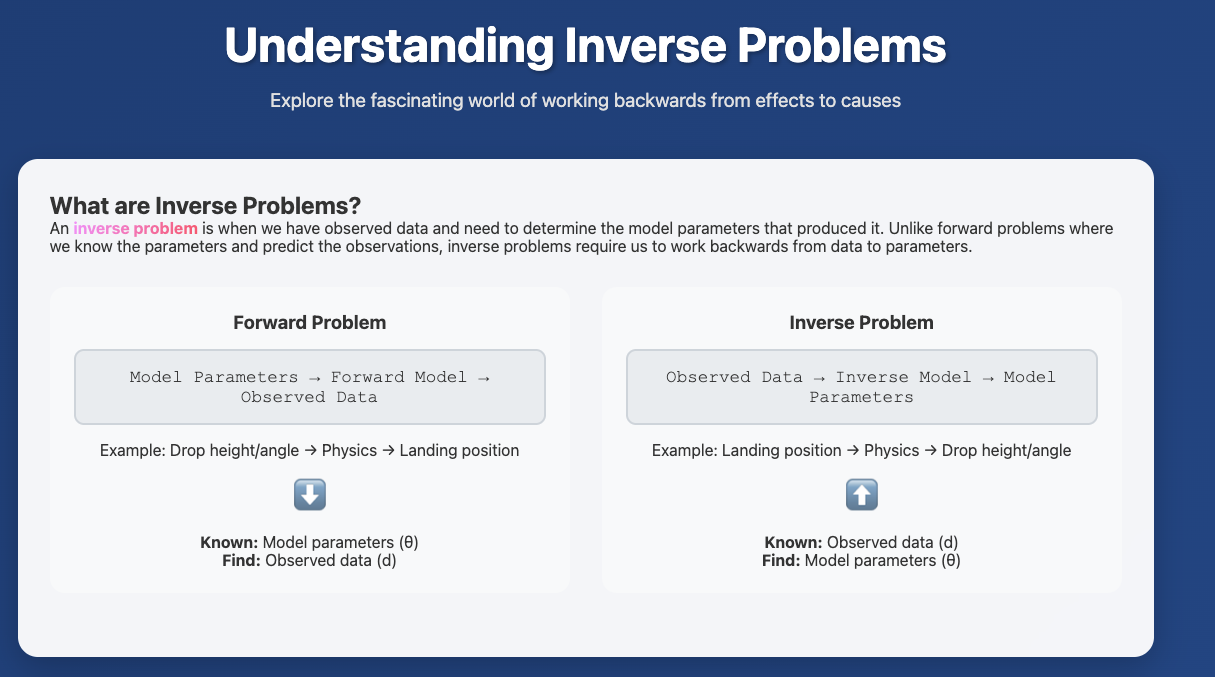 Understanding Inverse Problems
Explore the fascinating world of working backwards from effects to causes
What are Inverse Problems?
An inverse problem is when we have observed data and need to determine the model parameters that produced it. Unlike forward problems where
we know the parameters and predict the observations, inverse problems require us to work backwards from data to parameters.
Forward Problem
Model Parameters → Forward Model →
Observed Data
Example: Drop height/angle → Physics → Landing position
Known: Model parameters (θ)
Find: Observed data (d)
Inverse Problem
Observed Data → Inverse Model → Model
Parameters
Example: Landing position → Physics → Drop height/angle
Known: Observed data (d)
Find: Model parameters (θ)